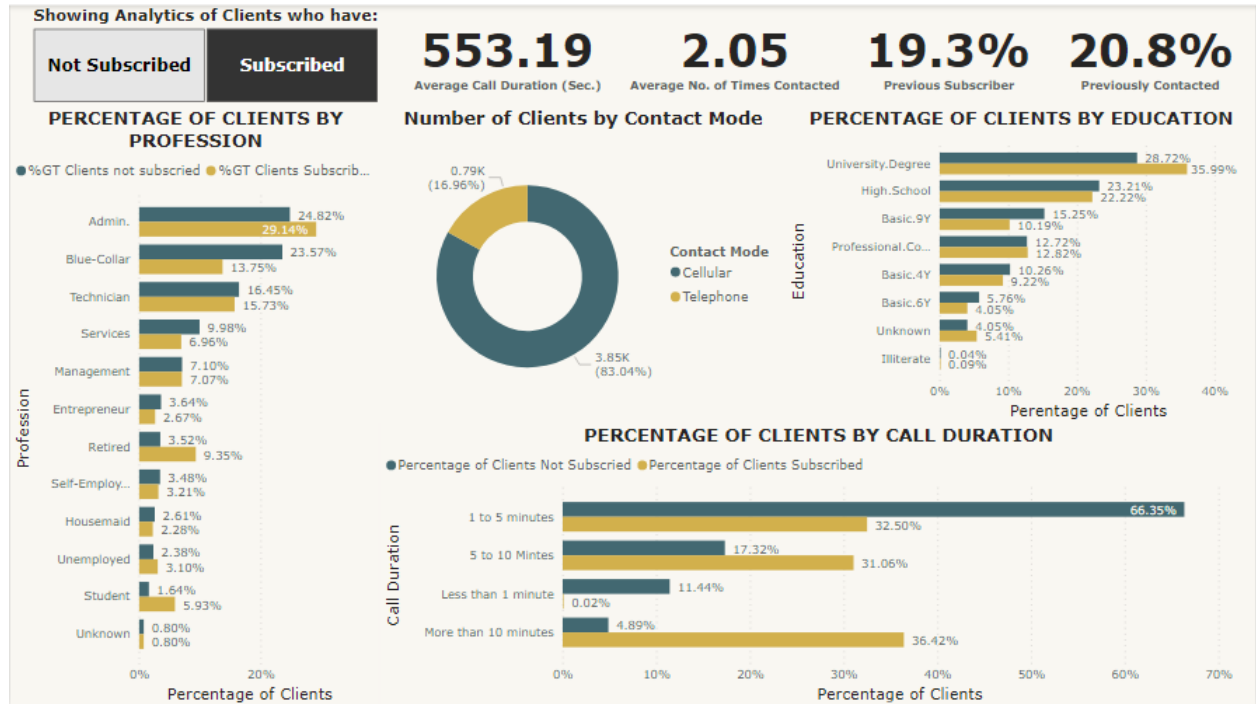 Showing Analytics of Clients who have:
Not Subscribed
Subscribed
553.19
Average Call Duration (Sec.)
2.05
Average No. of Times Contacted
19.3%
Previous Subscriber
20.8%
Previously Contacted
PERCENTAGE OF CLIENTS BY
PROFESSION
%GT Clients not subscried
%GT Clients Subscrib...
Profession
Admin.
24.82%
29.14%
Blue-Collar
23.57%
13.75%
Technician
16.45%
15.73%
Services
9.98%
6.96%
Management
7.10%
7.07%
Entrepreneur
3.64%
2.67%
Retired
3.52%
9.35%
Self-Employ...
3.48%
3.21%
Housemaid
2.61%
2.28%
Unemployed
2.38%
3.10%
Student
1.64%
5.93%
Unknown
0.80%
0.80%
0%
20%
Percentage of Clients
Number of Clients by Contact Mode
0.79K
(16.96%)
3.85K
(83.04%)
Contact Mode
Cellular
Telephone
PERCENTAGE OF CLIENTS BY EDUCATION
Education
University.Degree
28.72%
35.99%
High.School
23.21%
22.22%
Basic.9Y
15.25%
10.19%
Professional.Co...
12.72%
12.82%
Basic.4Y
10.26%
9.22%
Basic.6Y
5.76%
4.05%
Unknown
4.05%
5.41%
Illiterate
0.04%
0.09%
0%
10%
20%
30%
40%
Perentage of Clients
PERCENTAGE OF CLIENTS BY CALL DURATION
Percentage of Clients Not Subscried
Percentage of Clients Subscribed
Call Duration
1 to 5 minutes
66.35%
32.50%
5 to 10 Mintes
17.32%
31.06%
Less than 1 minute
11.44%
0.02%
More than 10 minutes
4.89%
36.42%
0%
10%
20%
30%
40%
50%
60%
70%
Percentage of Clients